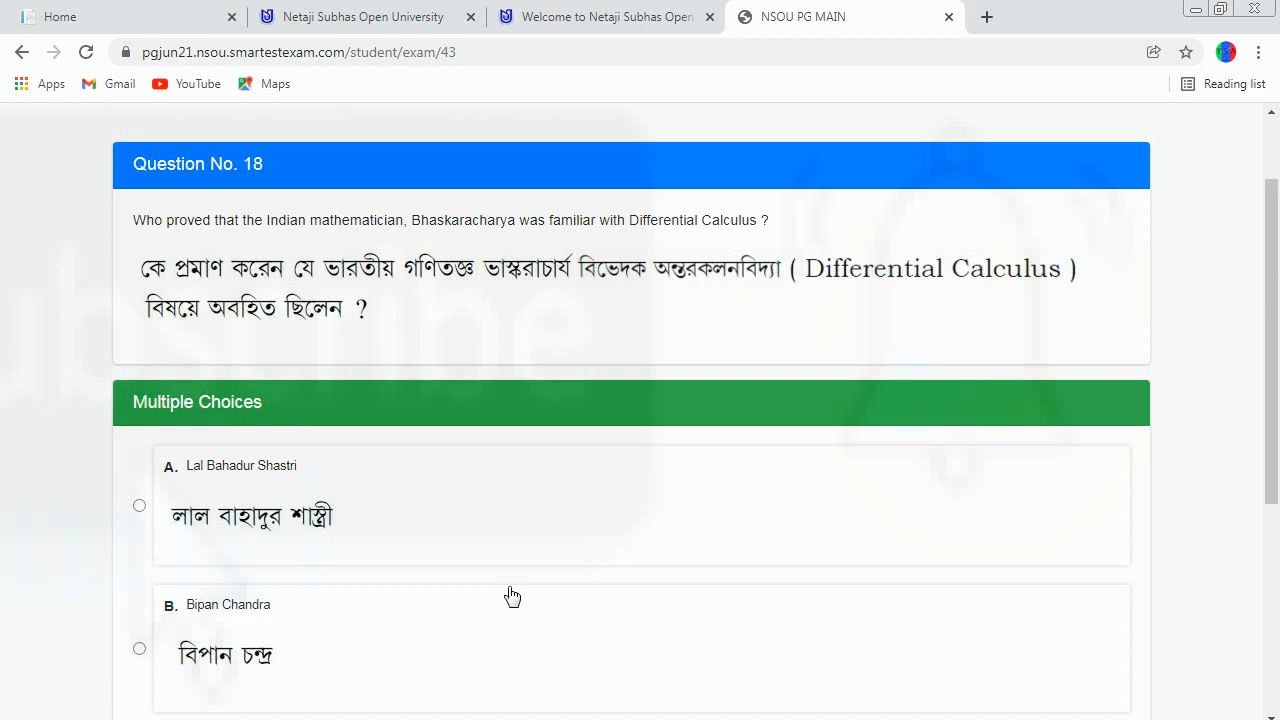 Home
Netaji Subhas Open University
Welcome to Netaji Subhas Open
NSOU PG MAIN
pgjun21.nsou.smartestexam.com/student/exam/43
Apps Gmail YouTube Maps Reading list
Question No. 18
Who proved that the Indian mathematician, Bhaskaracharya was familiar with Differential Calculus ?
কে প্রমাণ করেন যে ভারতীয় গণিতজ্ঞ ভাস্করাচার্য বিভেদক অন্তরকলনবিদ্যা ( Differential Calculus )
বিষয়ে অবহিত ছিলেন ?
Multiple Choices
A. Lal Bahadur Shastri
লাল বাহাদুর শাস্ত্রী
B. Bipan Chandra
বিপান চন্দ্র
ubscribe